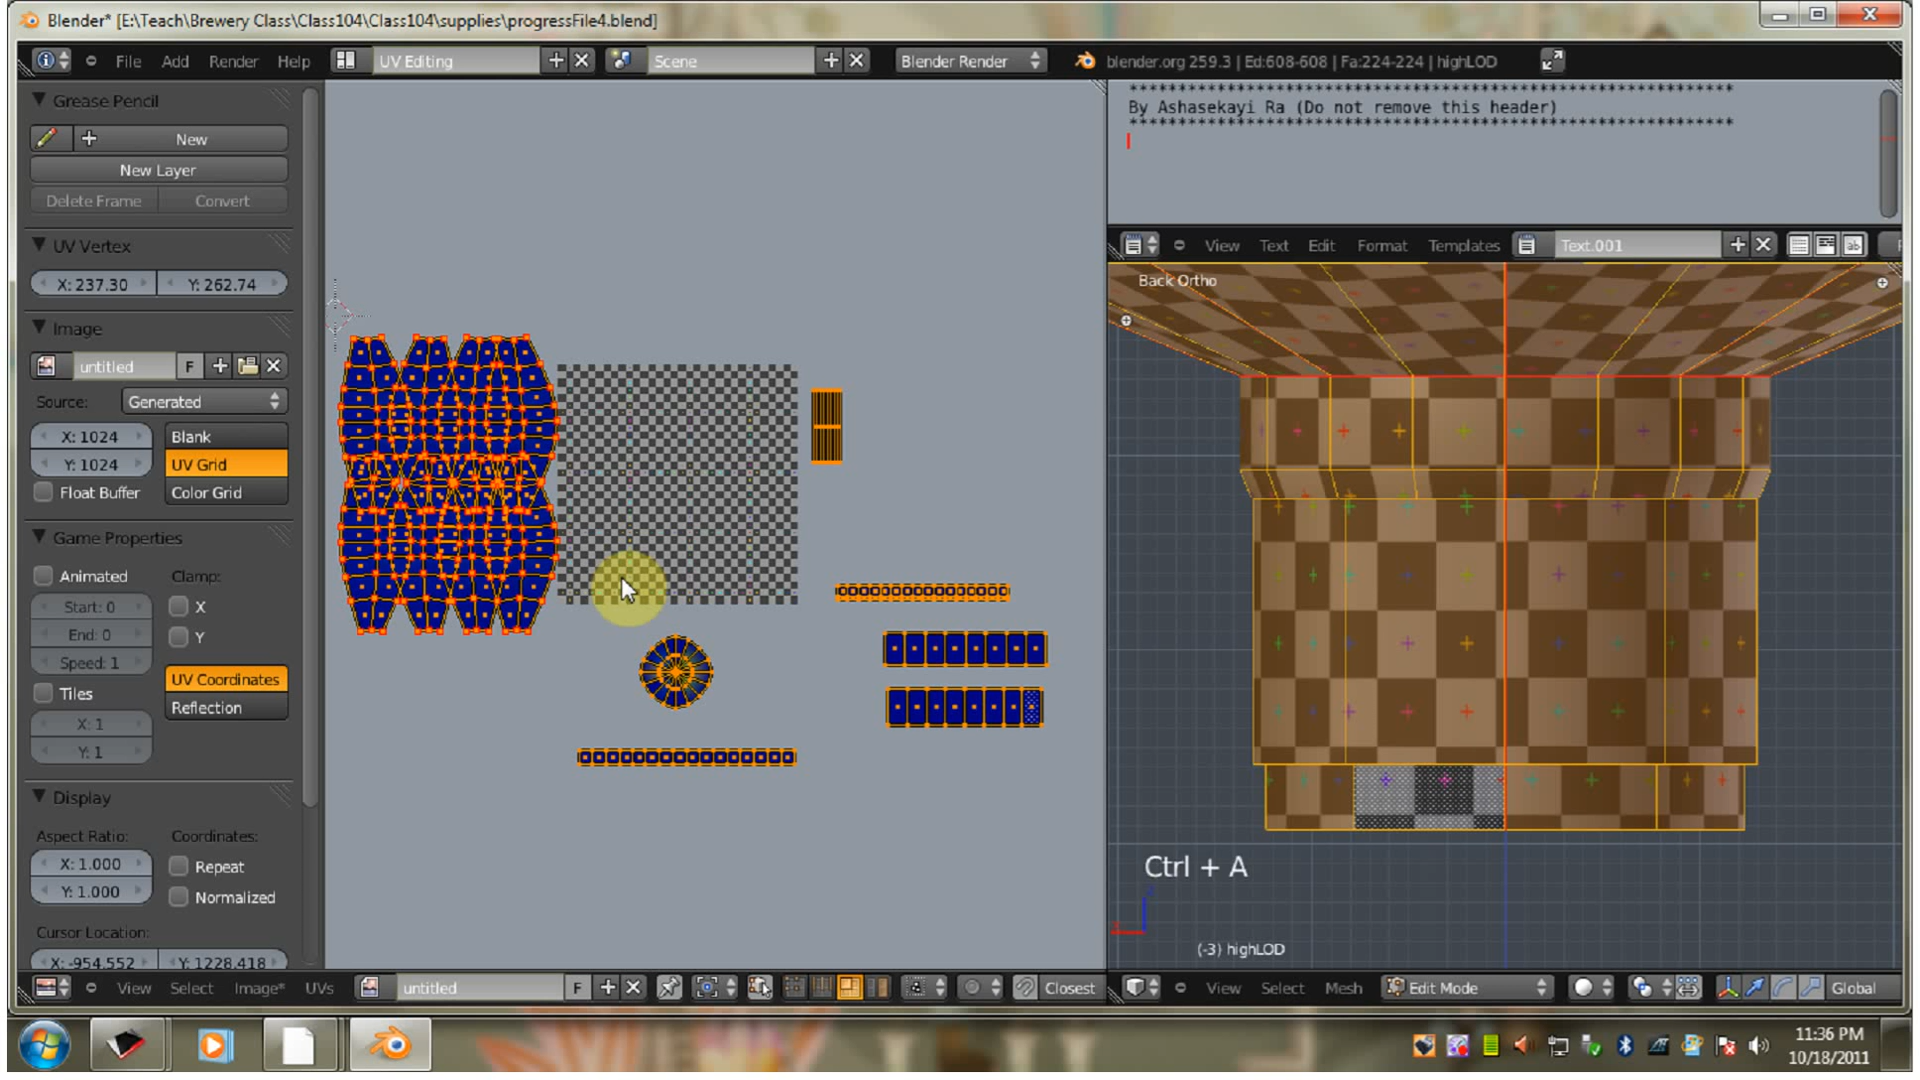 Blender* [E:\Teach\Brewery Class\Class104\Class104\supplies\progressFile4.blend]
File Add Render Help UV Editing Scene Blender Render blender.org 259.3 | Ed:608-608 | Fa:224-224 | highLOD
Grease Pencil
New
New Layer
Delete Frame Convert
UV Vertex
X: 237.30 Y: 262.74
Image
untitled F
Source: Generated
X: 1024 Blank
Y: 1024 UV Grid
Float Buffer Color Grid
Game Properties
Animated Clamp:
Start: 0 X
End: 0 Y
Speed: 1
Tiles UV Coordinates
X: 1 Reflection
Y: 1
Display
Aspect Ratio: Coordinates:
X: 1.000 Repeat
Y: 1.000 Normalized
Cursor Location:
X: -954.552 Y: 1228.418
View Select Image* UVs untitled F Closest
*************************************************************
By Ashasekayi Ra (Do not remove this header)
*************************************************************
View Text Edit Format Templates Text.001
Back Ortho
Ctrl + A
(-3) highLOD
View Select Mesh Edit Mode Global
11:36 PM
10/18/2011